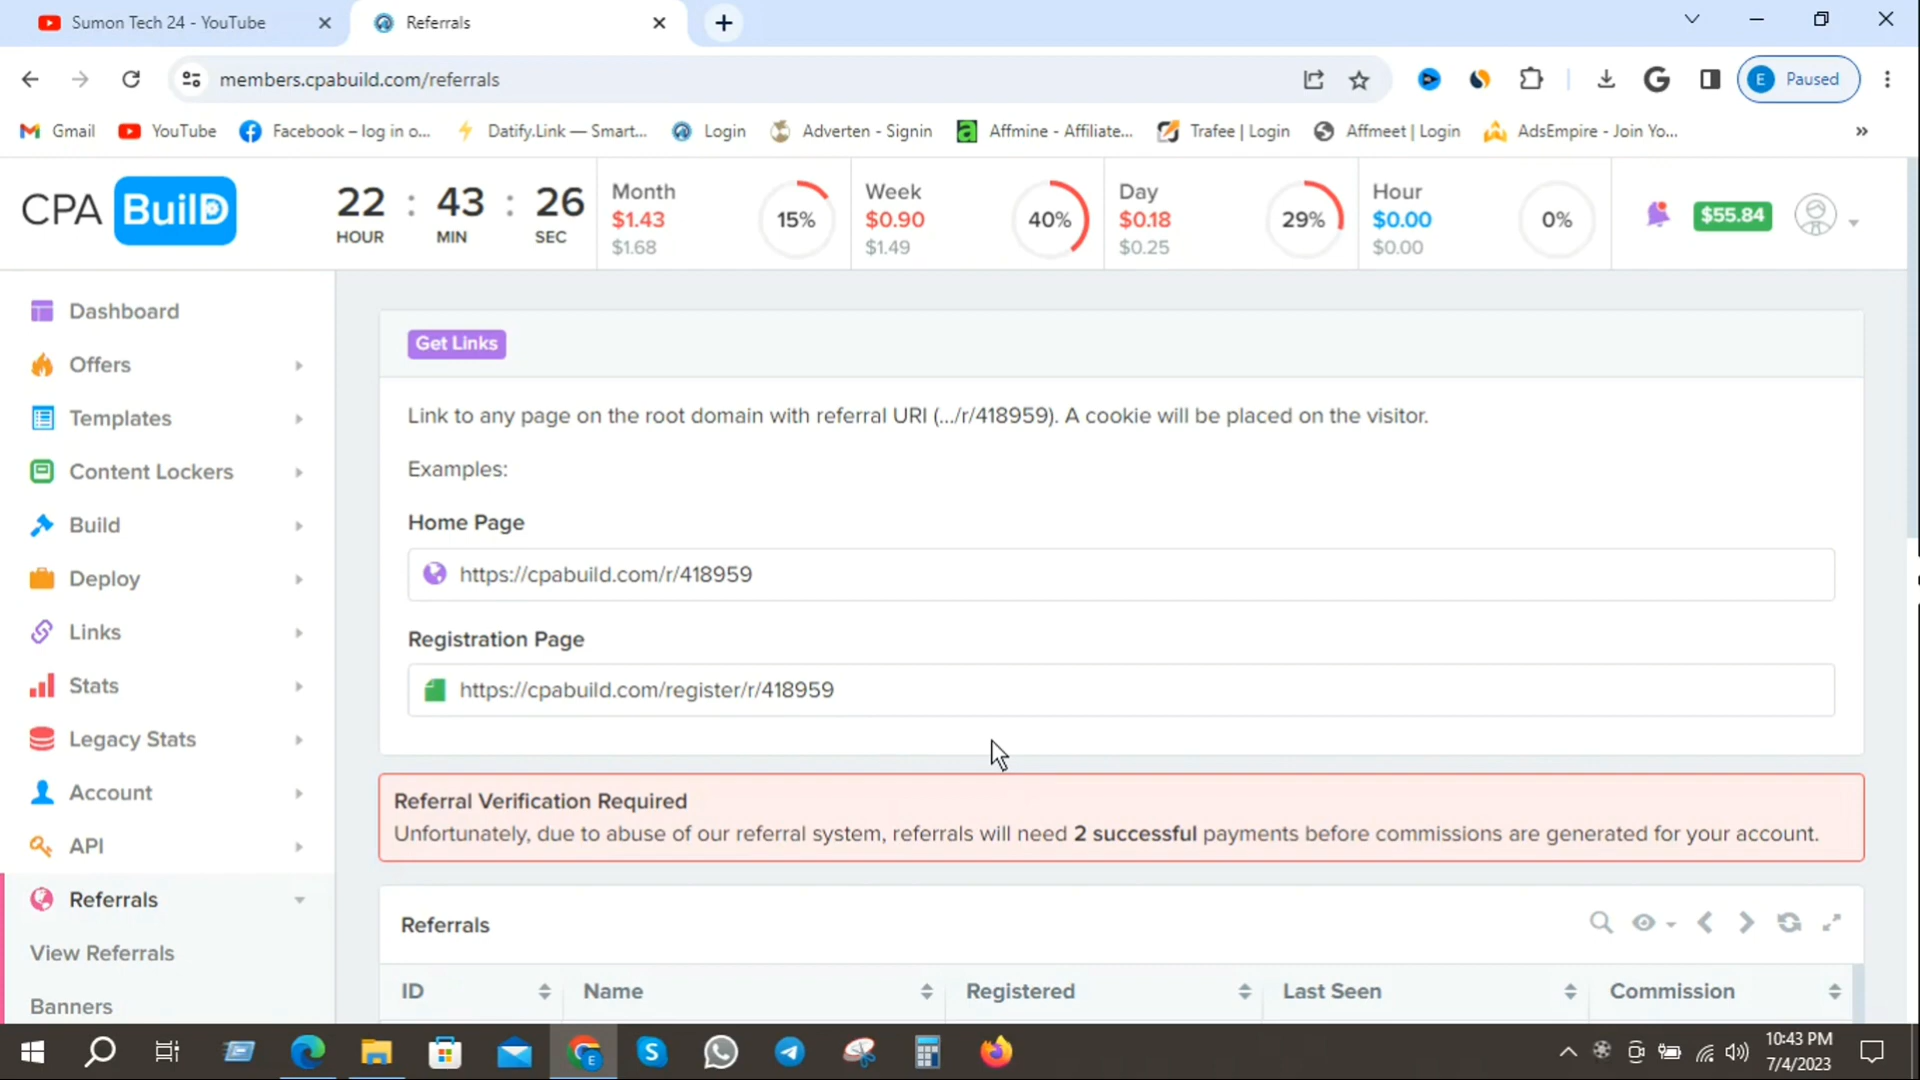 Sumon Tech 24 - YouTube
Referrals
members.cpabuild.com/referrals
E Paused
Gmail YouTube Facebook – log in o... Datify.Link — Smart... Login Adverten - Signin Affmine - Affiliate... Trafee | Login Affmeet | Login AdsEmpire - Join Yo... »
CPA BuilD
22 : 43 : 26
HOUR MIN SEC
Month
$1.43
$1.68
15%
Week
$0.90
$1.49
40%
Day
$0.18
$0.25
29%
Hour
$0.00
$0.00
0%
$55.84
Dashboard
Offers
Templates
Content Lockers
Build
Deploy
Links
Stats
Legacy Stats
Account
API
Referrals
View Referrals
Banners
Get Links
Link to any page on the root domain with referral URI (.../r/418959). A cookie will be placed on the visitor.
Examples:
Home Page
https://cpabuild.com/r/418959
Registration Page
https://cpabuild.com/register/r/418959
Referral Verification Required
Unfortunately, due to abuse of our referral system, referrals will need 2 successful payments before commissions are generated for your account.
Referrals
ID Name Registered Last Seen Commission
10:43 PM
7/4/2023